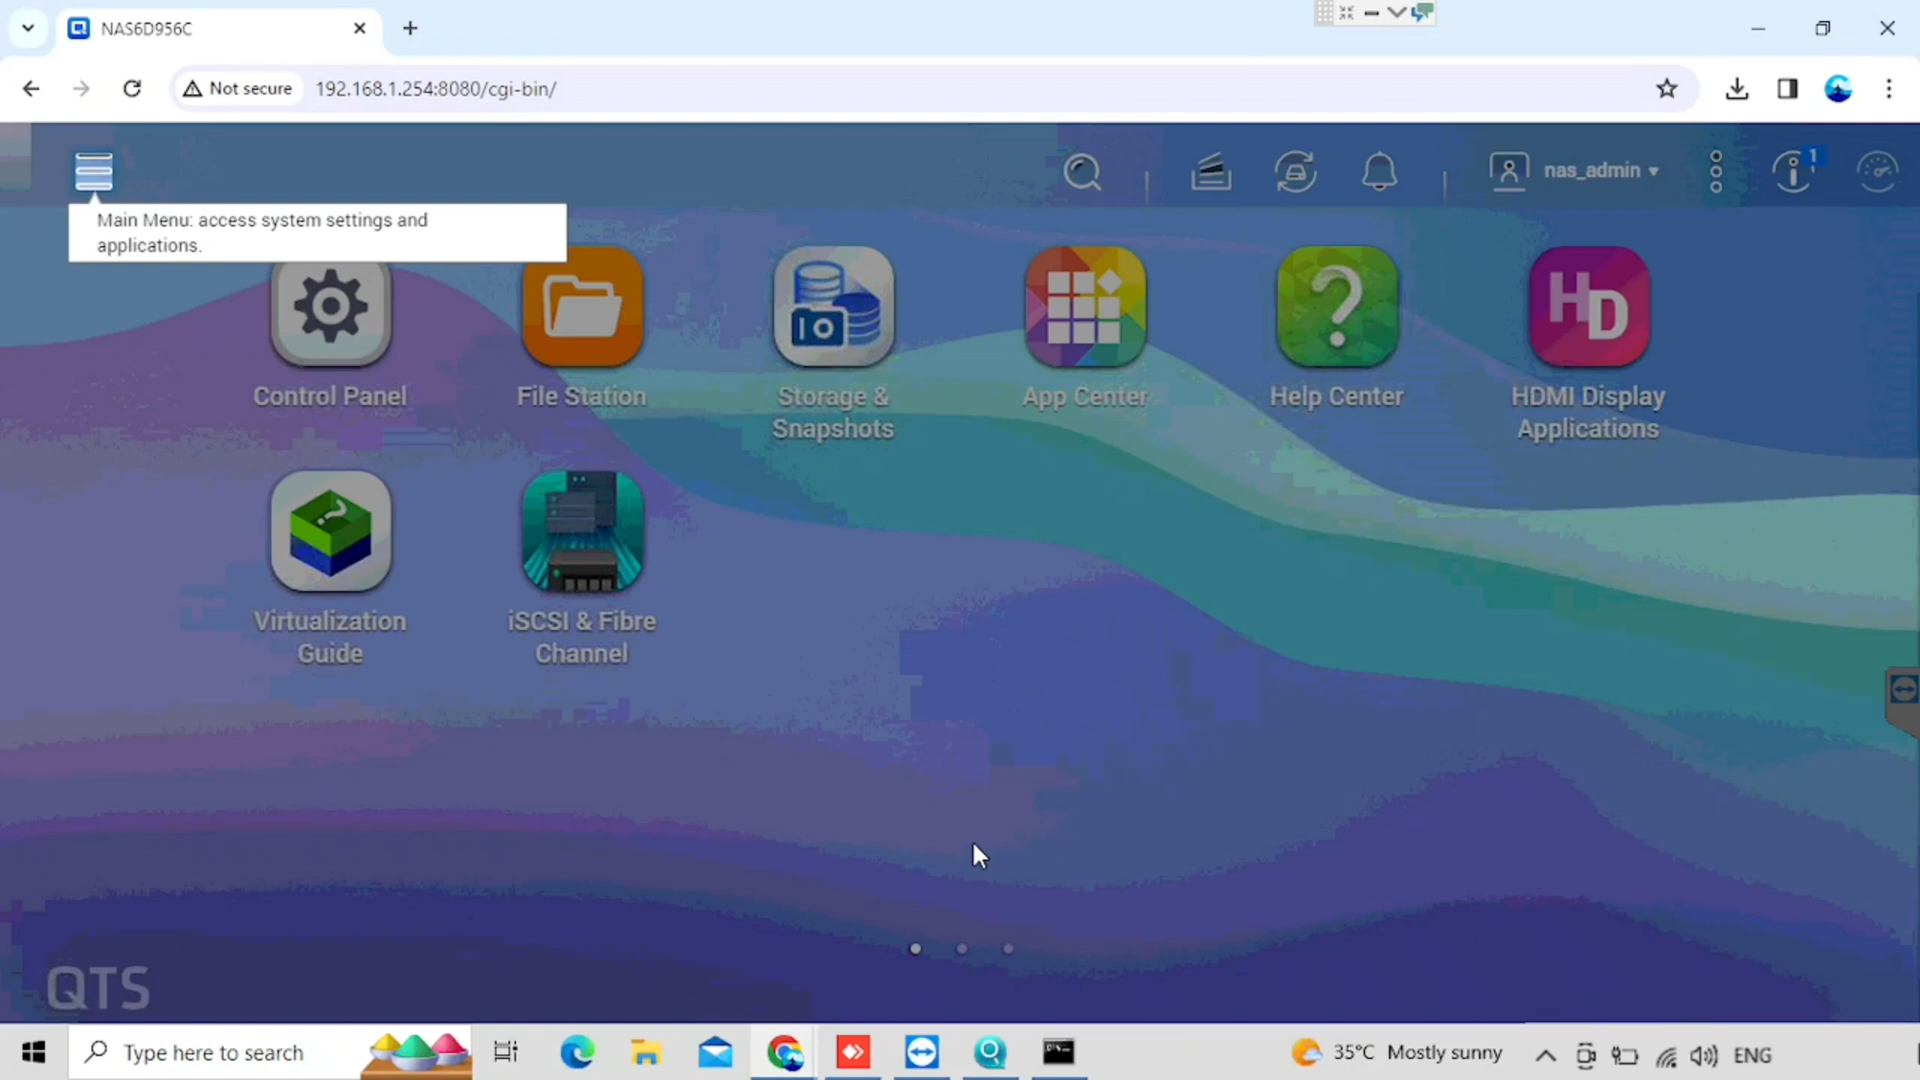 NAS6D956C
Not secure
192.168.1.254:8080/cgi-bin/
nas_admin
1
Main Menu: access system settings and
applications.
HD
Control Panel
File Station
Storage &
Snapshots
App Center
Help Center
HDMI Display
Applications
Virtualization
Guide
iSCSI & Fibre
Channel
QTS
Type here to search
35°C Mostly sunny
ENG